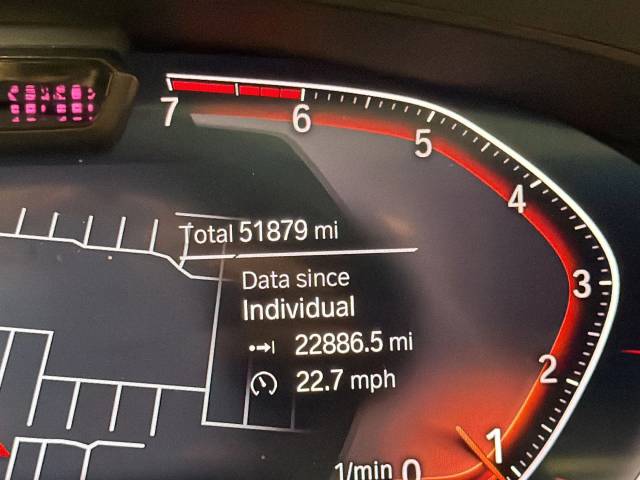 7
6
5
4
3
2
1
1/min 0
Total 51879 mi
Data since
Individual
22886.5 mi
22.7 mph